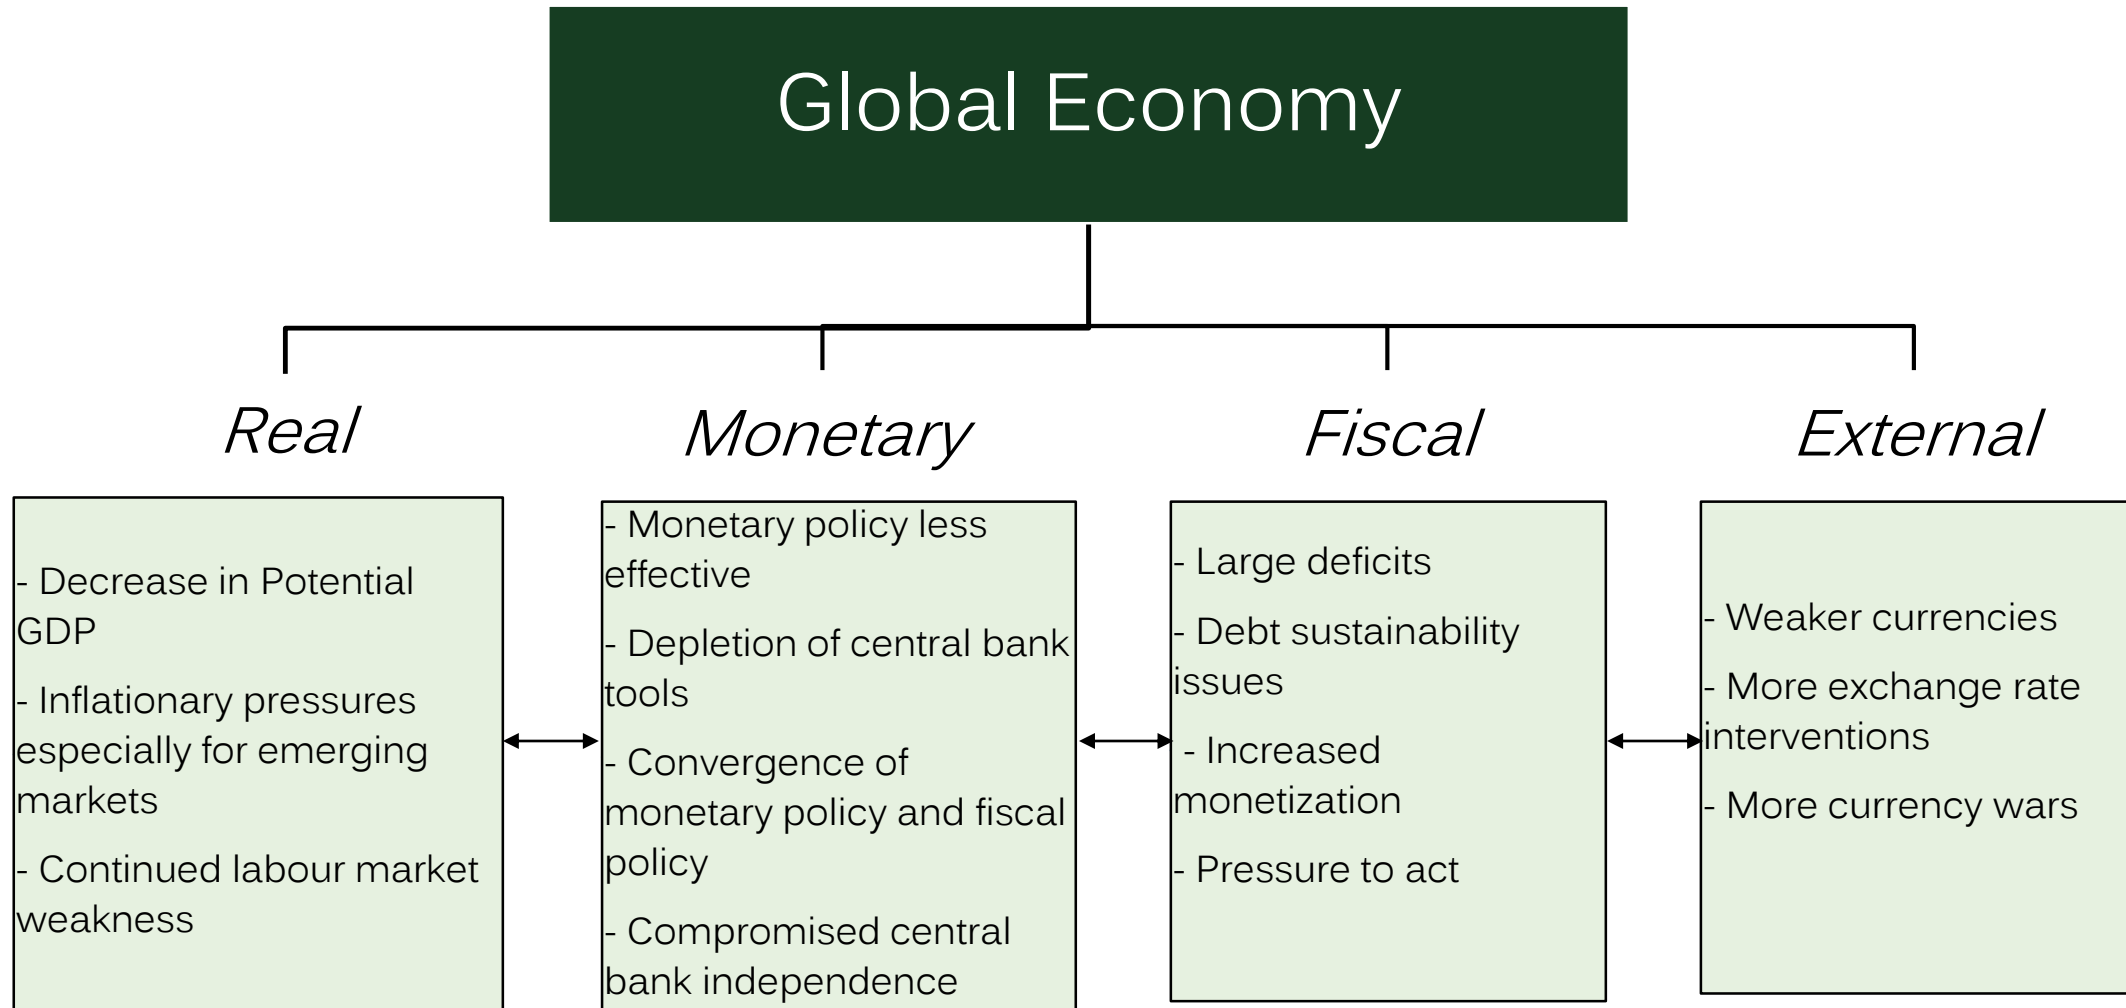 Global Economy
Real
Monetary
Fiscal
External
- Decrease in Potential
GDP
- Inflationary pressures
especially for emerging
markets
- Continued labour market
weakness
- Monetary policy less
effective
- Depletion of central bank
tools
- Convergence of
monetary policy and fiscal
policy
- Compromised central
bank independence
- Large deficits
- Debt sustainability
issues
- Increased
monetization
- Pressure to act
- Weaker currencies
- More exchange rate
interventions
- More currency wars